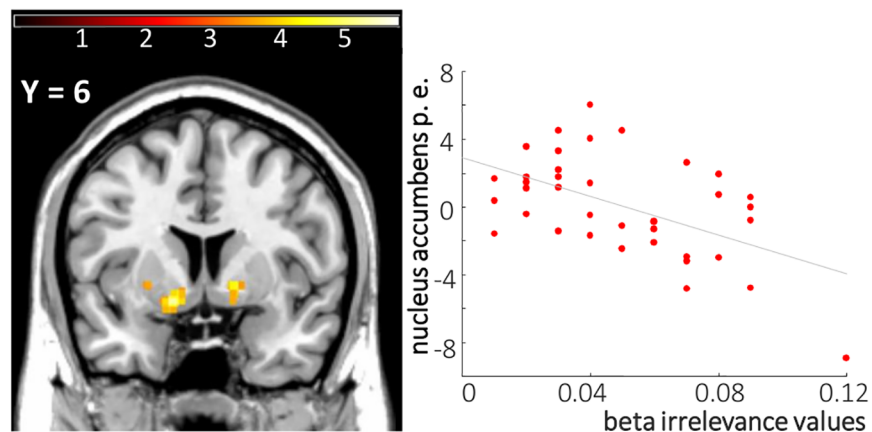 1 2 3 4 5
Y = 6
nucleus accumbens p. e.
8
4
0
-4
-8
0 0.04 0.08 0.12
beta irrelevance values